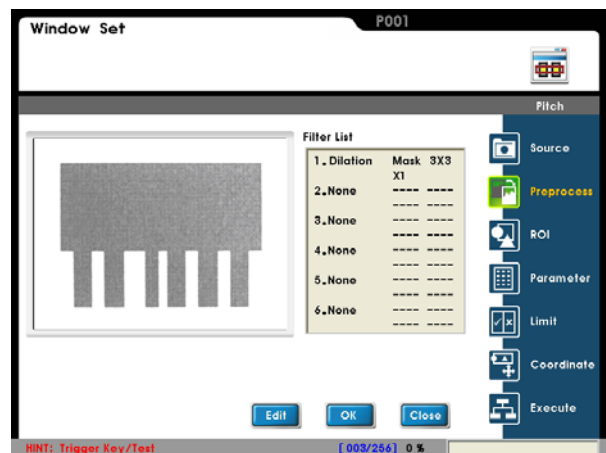 Window Set
P001
Pitch
Filter List
1. Dilation Mask 3X3
X1
2. None ---- ----
---- ----
3. None ---- ----
---- ----
4. None ---- ----
---- ----
5. None ---- ----
---- ----
6. None ---- ----
---- ----
Source
Preprocess
ROI
Parameter
Limit
Coordinate
Execute
Edit
OK
Close
HINT: Trigger Key/Test
[003/256] 0 %